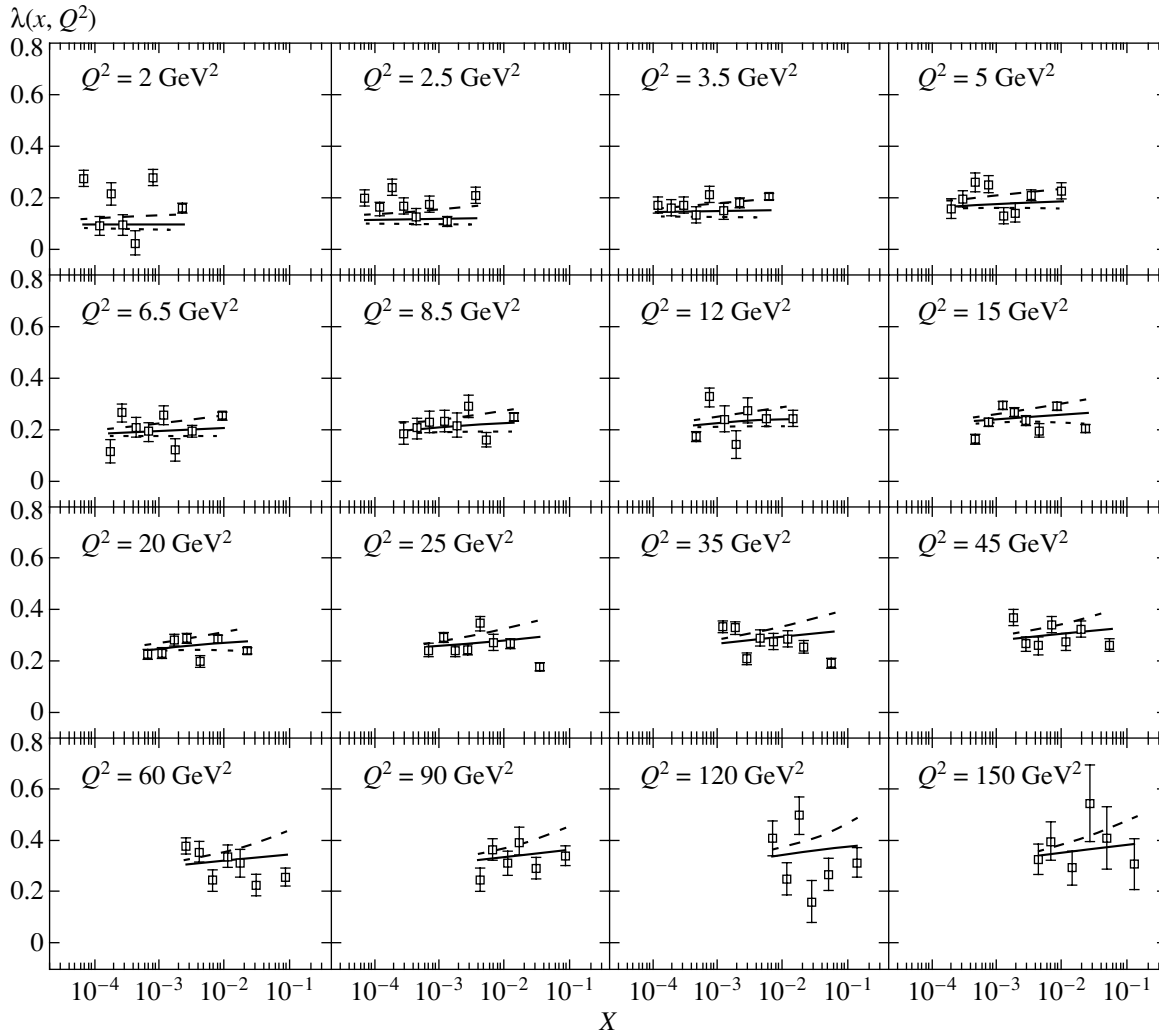 λ(x, Q²)
0.8
Q² = 2 GeV² Q² = 2.5 GeV² Q² = 3.5 GeV² Q² = 5 GeV²
0.6
0.4
0.2
0
0.8
Q² = 6.5 GeV² Q² = 8.5 GeV² Q² = 12 GeV² Q² = 15 GeV²
0.6
0.4
0.2
0
0.8
Q² = 20 GeV² Q² = 25 GeV² Q² = 35 GeV² Q² = 45 GeV²
0.6
0.4
0.2
0
0.8
Q² = 60 GeV² Q² = 90 GeV² Q² = 120 GeV² Q² = 150 GeV²
0.6
0.4
0.2
0
10⁻⁴ 10⁻³ 10⁻² 10⁻¹ 10⁻⁴ 10⁻³ 10⁻² 10⁻¹ 10⁻⁴ 10⁻³ 10⁻² 10⁻¹ 10⁻⁴ 10⁻³ 10⁻² 10⁻¹
X